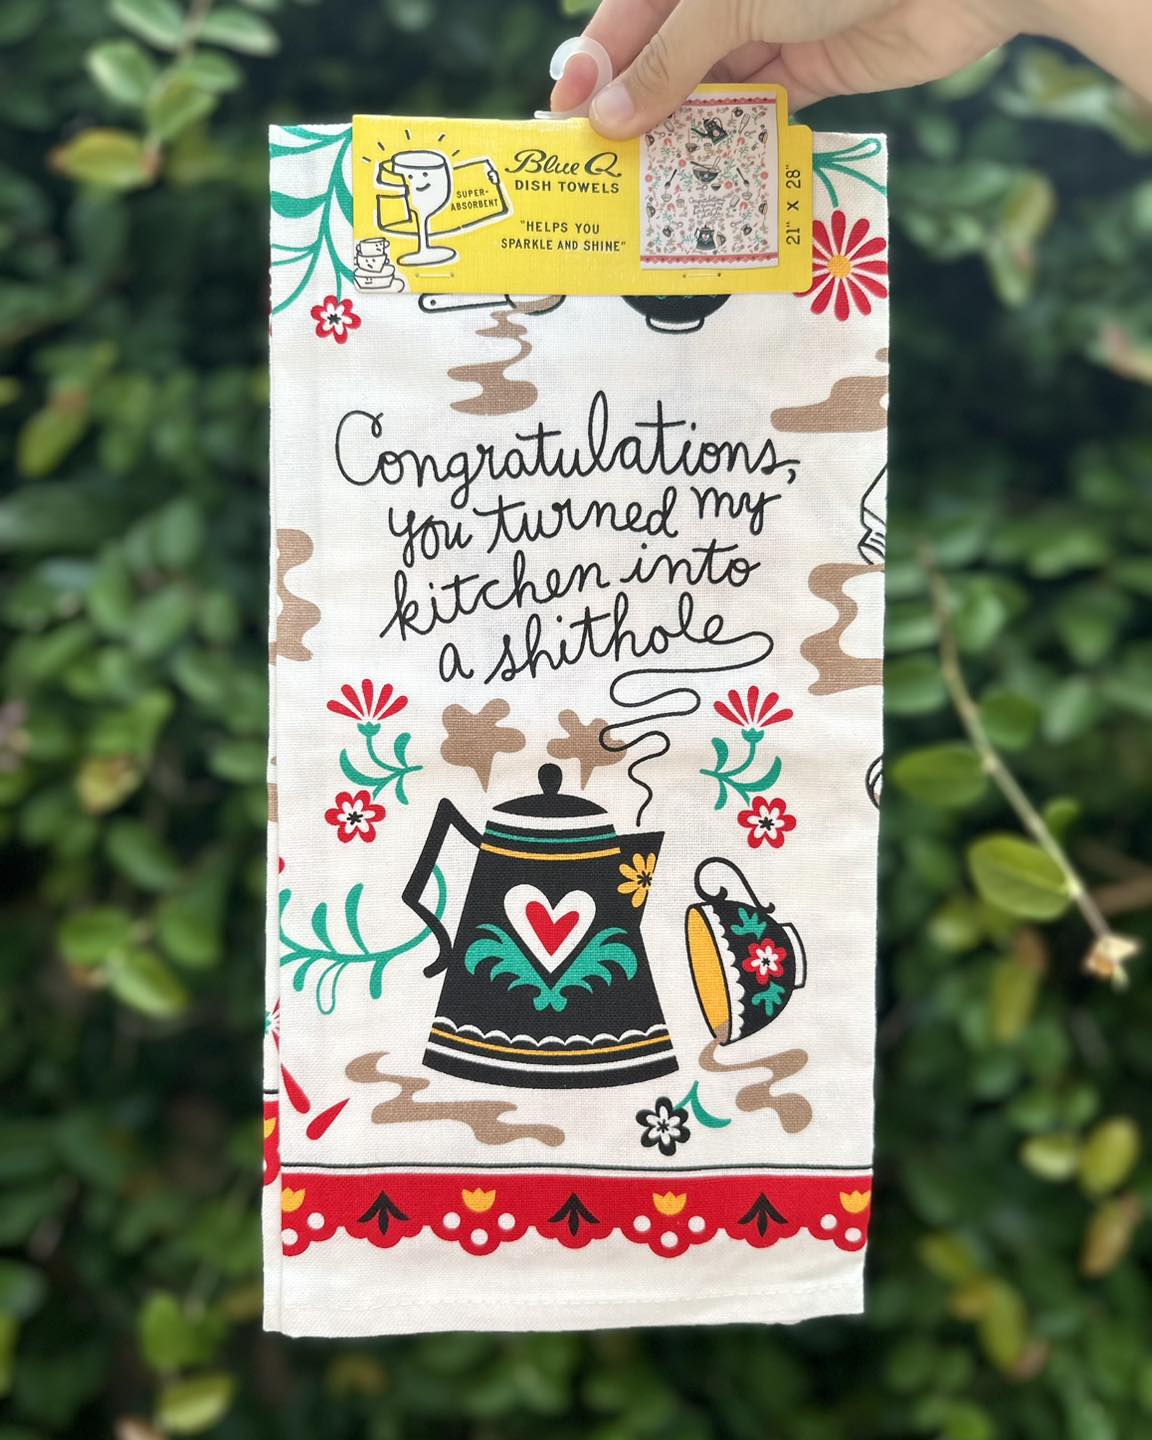 Blue Q
DISH TOWELS
SUPER-
ABSORBENT
"HELPS YOU
SPARKLE AND SHINE"
21" X 28"
Congratulations,
you turned my
kitchen into
a shithole